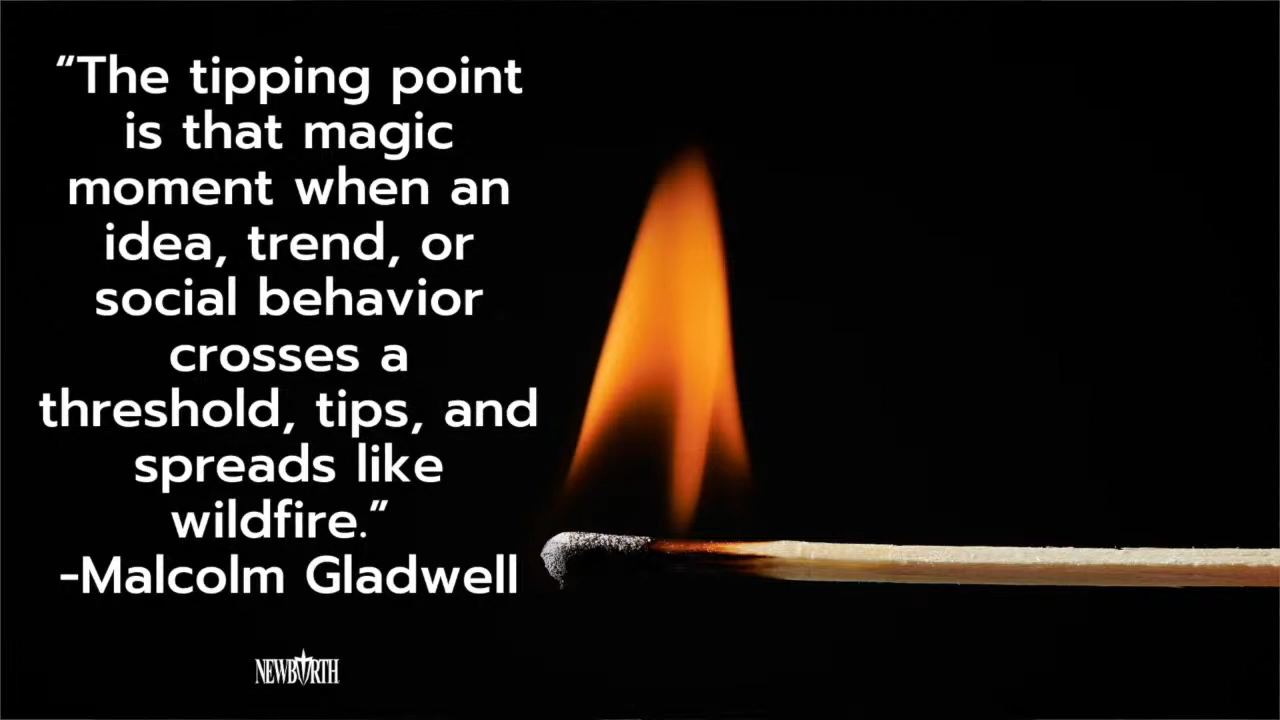 “The tipping point
is that magic
moment when an
idea, trend, or
social behavior
crosses a
threshold, tips, and
spreads like
wildfire.”
-Malcolm Gladwell
NEWBIRTH